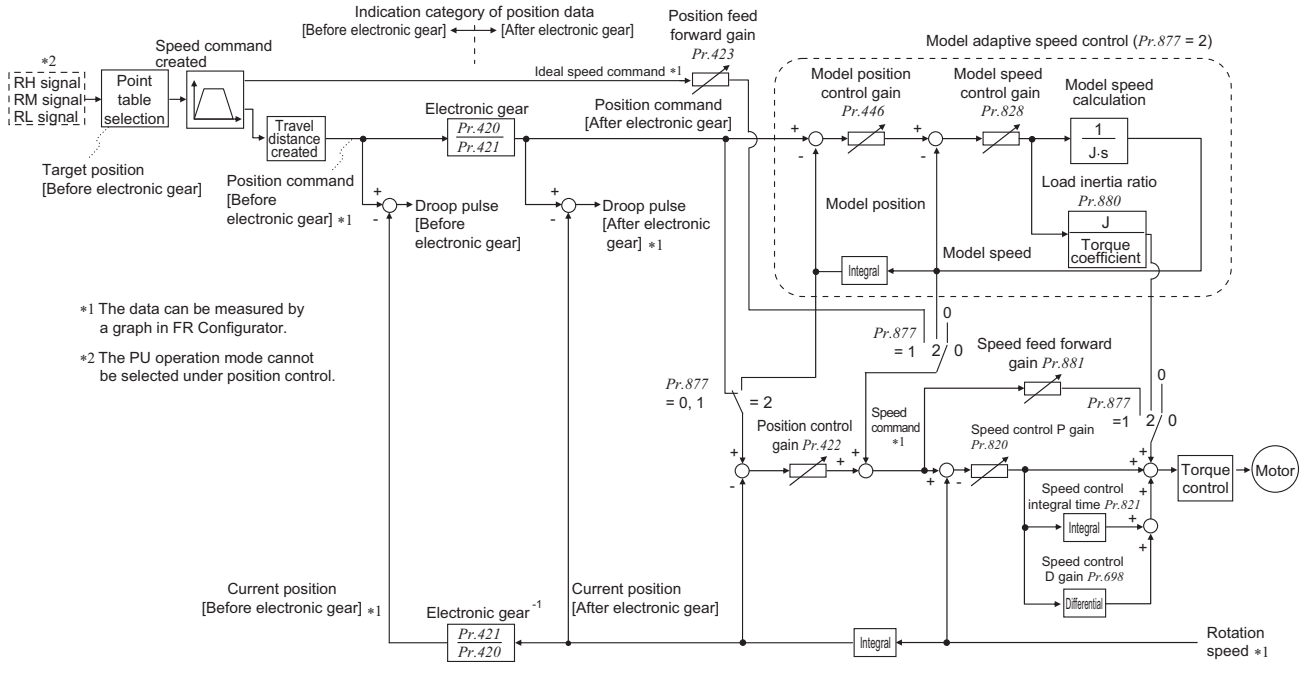 Indication category of position data
[Before electronic gear]
[After electronic gear]
Position feed
forward gain
Pr.423
Model adaptive speed control (Pr.877 = 2)
*2
RH signal
RM signal
RL signal
Point
table
selection
Speed command
created
Ideal speed command *1
Travel
distance
created
Electronic gear
Pr.420
Pr.421
Position command
[After electronic gear]
Model position
control gain
Pr.446
Model speed
control gain
Pr.828
Model speed
calculation
1
J·s
+
-
+
-
Target position
[Before electronic gear]
Position command
[Before
electronic gear] *1
+
-
Droop pulse
[Before
electronic gear]
+
-
Droop pulse
[After electronic
gear] *1
Model position
Load inertia ratio
Pr.880
J
Torque
coefficient
Model speed
Integral
*1 The data can be measured by
a graph in FR Configurator.
*2 The PU operation mode cannot
be selected under position control.
Pr.877
= 1
2
0
0
Speed feed forward
gain Pr.881
Pr.877
= 0, 1
= 2
Pr.877
=1
2
0
0
Position control
gain Pr.422
Speed
command
*1
Speed control P gain
Pr.820
+
-
+
+
+
-
+
+
+
Torque
control
Motor
Speed control
integral time Pr.821
Integral
+
+
Speed control
D gain Pr.698
Differential
Current position
[Before electronic gear] *1
Electronic gear-1
Pr.421
Pr.420
Current position
[After electronic gear]
Integral
Rotation
speed *1